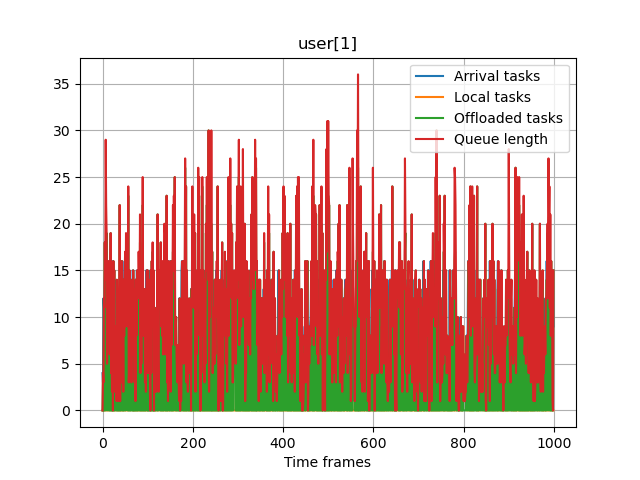 user[1]
Arrival tasks
Local tasks
Offloaded tasks
Queue length
35
30
25
20
15
10
5
0
0 200 400 600 800 1000
Time frames